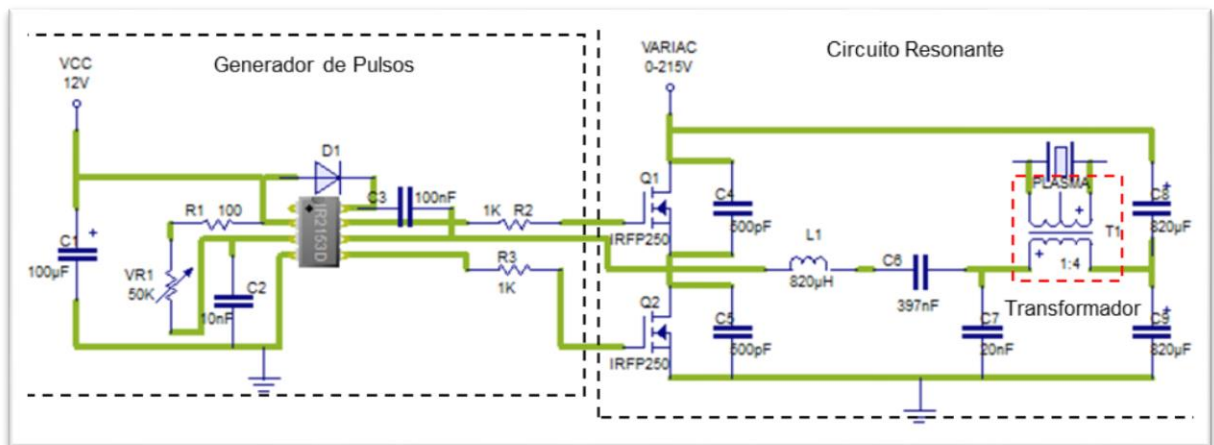 Generador de Pulsos
Circuito Resonante
VCC
12V
VARIAC
0-215V
D1
C3
100nF
R1 100
1K R2
IR2153D
R3
1K
C1
+
100µF
VR1
50K
C2
10nF
Q1
IRFP250
C4
500pF
Q2
IRFP250
C5
500pF
L1
820µH
C6
397nF
C7
20nF
PLASMA
+
T1
+
1:4
Transformador
C8
+
820µF
C9
+
820µF